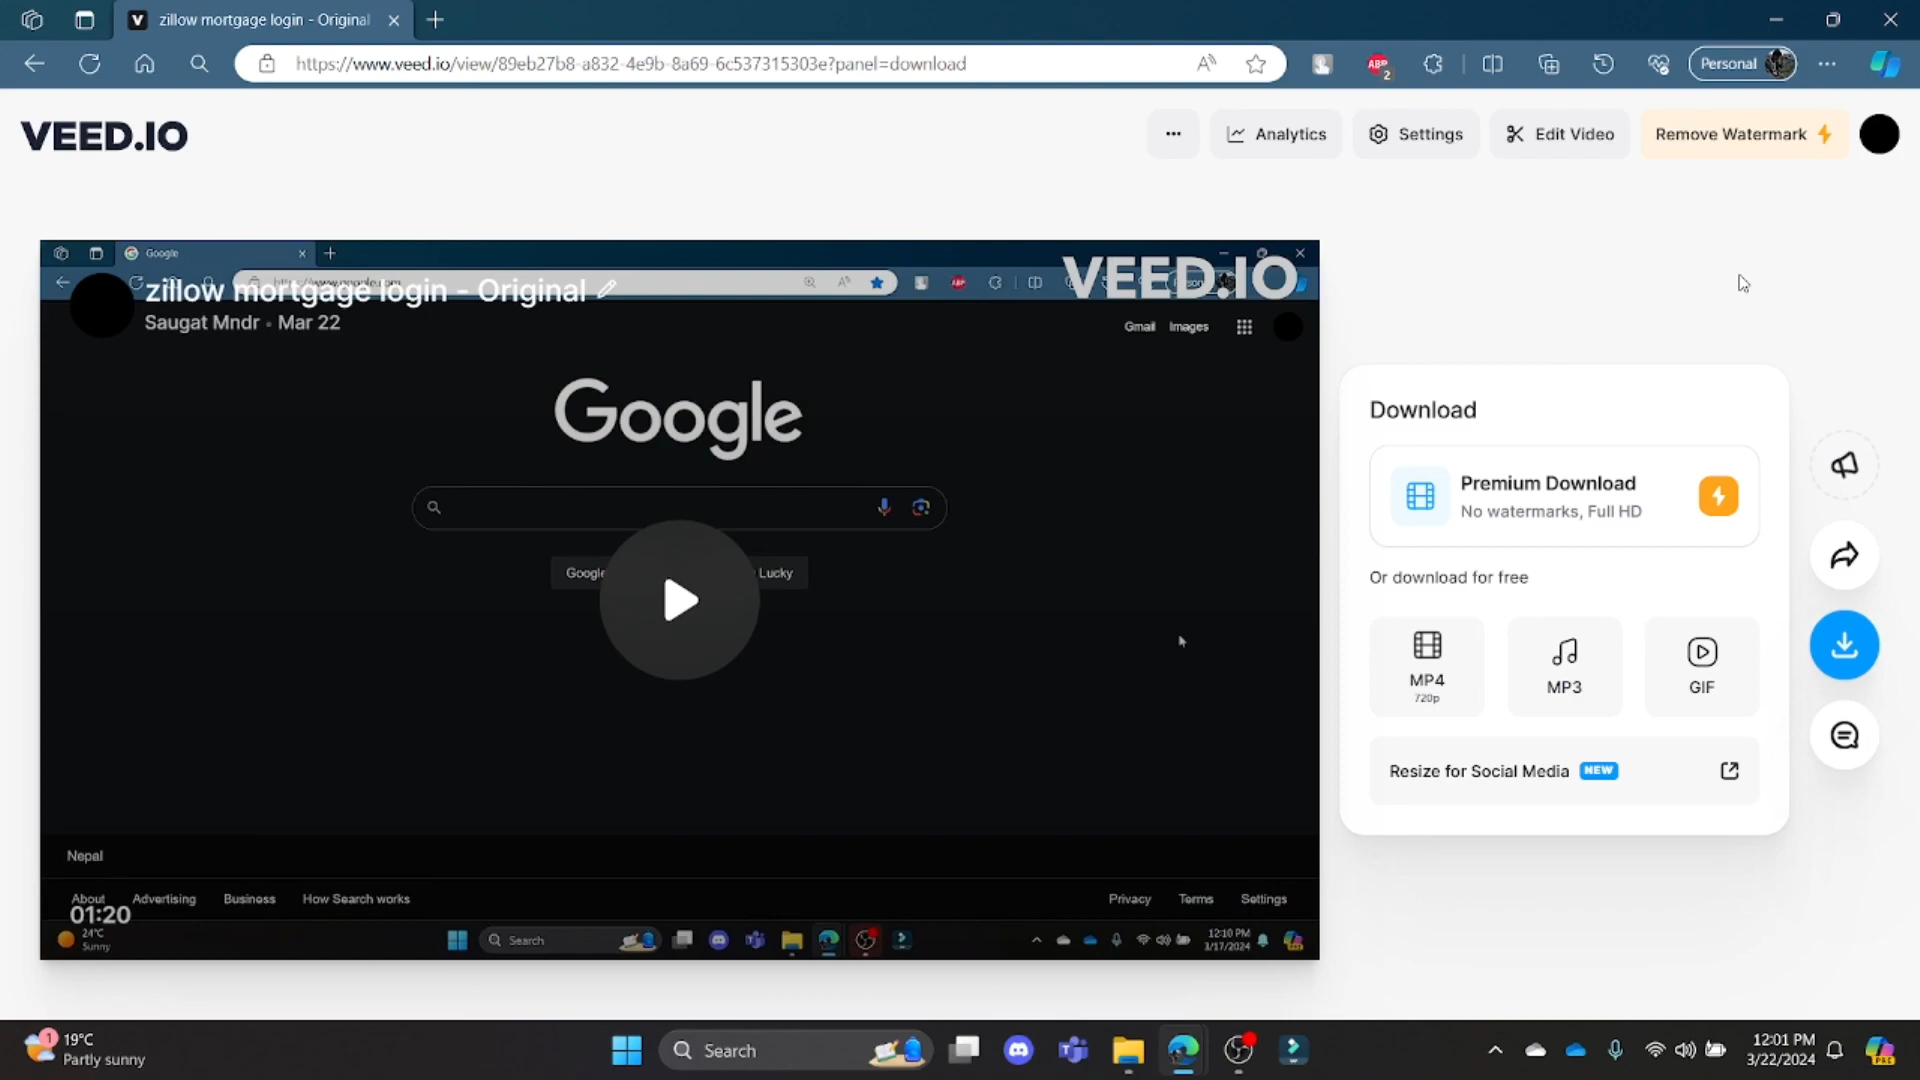 zillow mortgage login - Original
https://www.veed.io/view/89eb27b8-a832-4e9b-8a69-6c537315303e?panel=download
ABP
2
Personal
VEED.IO
Analytics
Settings
Edit Video
Remove Watermark
Google
VEED.IO
zillow mortgage login - Original
Saugat Mndr • Mar 22
Gmail
Images
Google
Google
Lucky
Nepal
About
Advertising
Business
How Search works
Privacy
Terms
Settings
01:20
24°C
Sunny
Search
12:10 PM
3/17/2024
Download
Premium Download
No watermarks, Full HD
Or download for free
MP4
720p
MP3
GIF
Resize for Social Media NEW
1
19°C
Partly sunny
Search
12:01 PM
3/22/2024